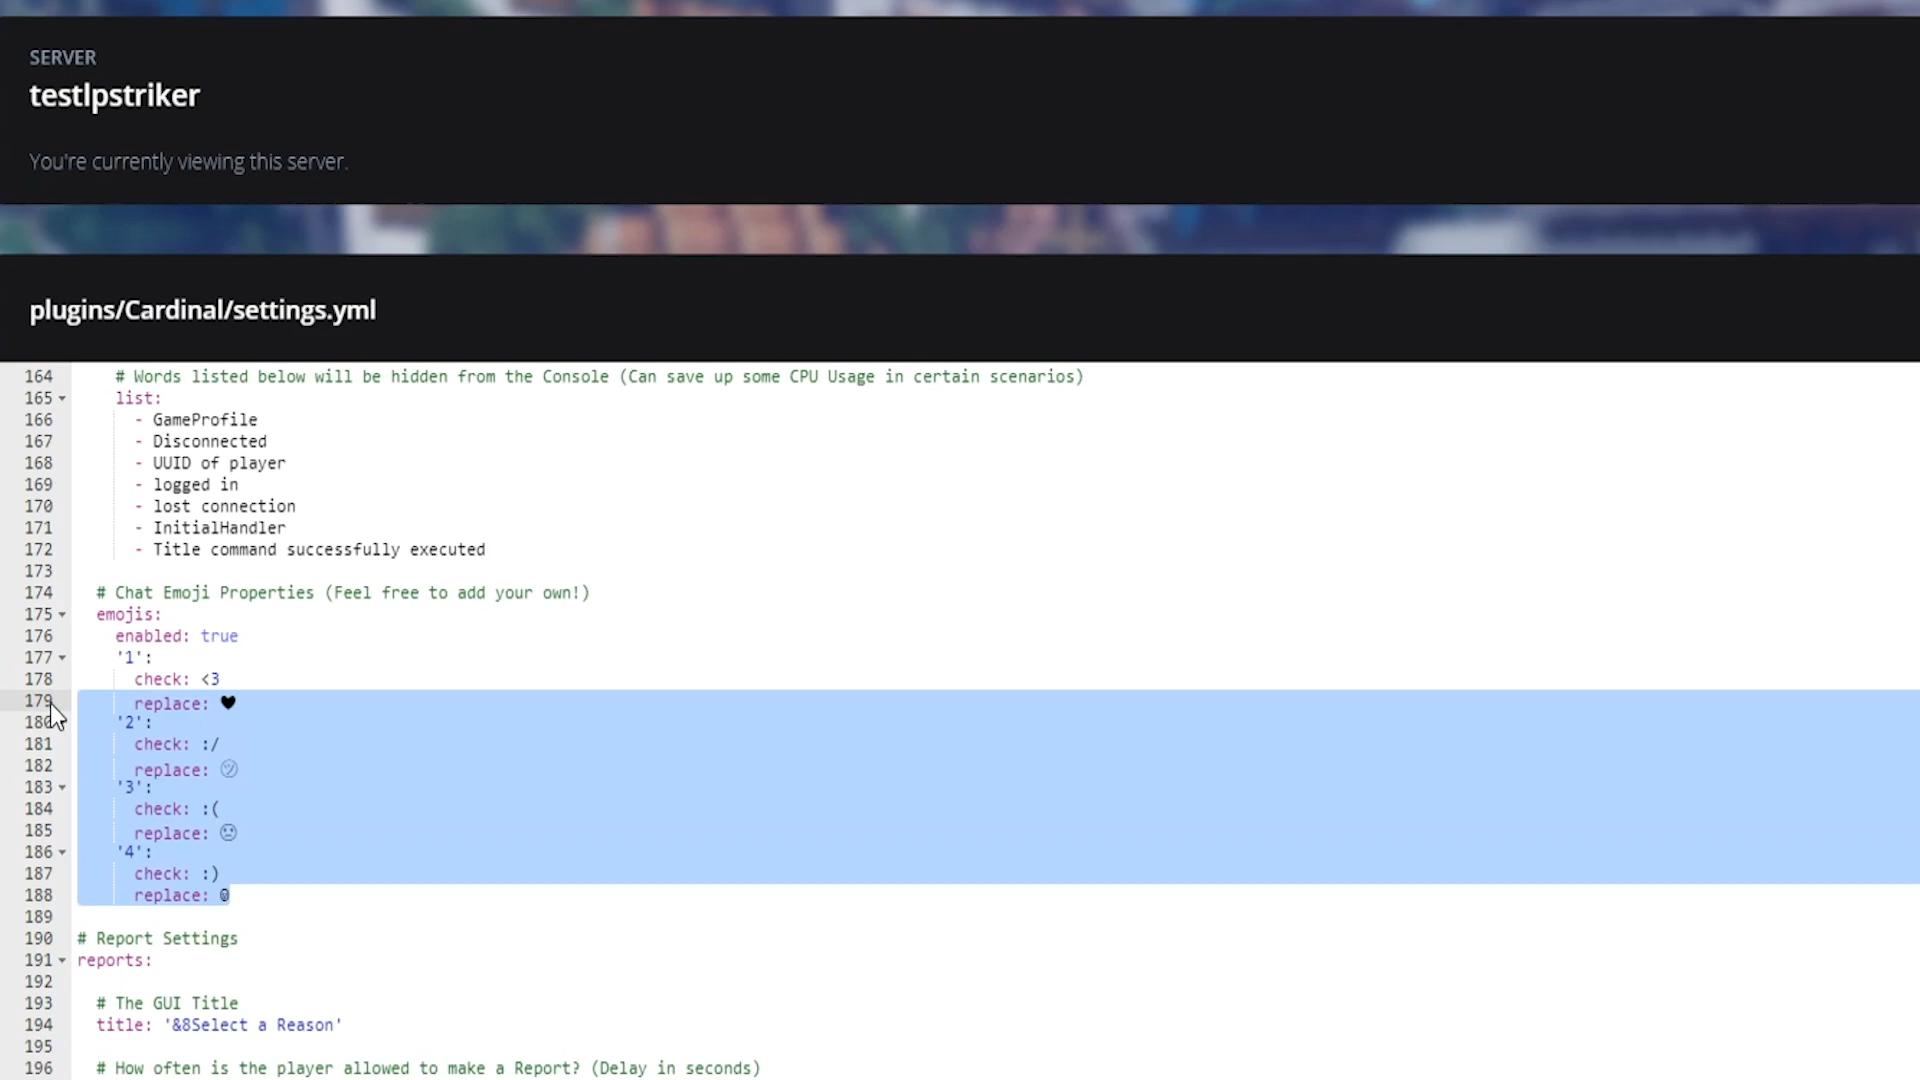 SERVER
testlpstriker
You're currently viewing this server.
plugins/Cardinal/settings.yml
164 # Words listed below will be hidden from the Console (Can save up some CPU Usage in certain scenarios)
165 list:
166 - GameProfile
167 - Disconnected
168 - UUID of player
169 - logged in
170 - lost connection
171 - InitialHandler
172 - Title command successfully executed
173
174 # Chat Emoji Properties (Feel free to add your own!)
175 emojis:
176 enabled: true
177 '1':
178 check: <3
179 replace: ♥
180 '2':
181 check: :/
182 replace:
183 '3':
184 check: :(
185 replace: ☹
186 '4':
187 check: :)
188 replace:
189
190 # Report Settings
191 reports:
192
193 # The GUI Title
194 title: '&8Select a Reason'
195
196 # How often is the player allowed to make a Report? (Delay in seconds)